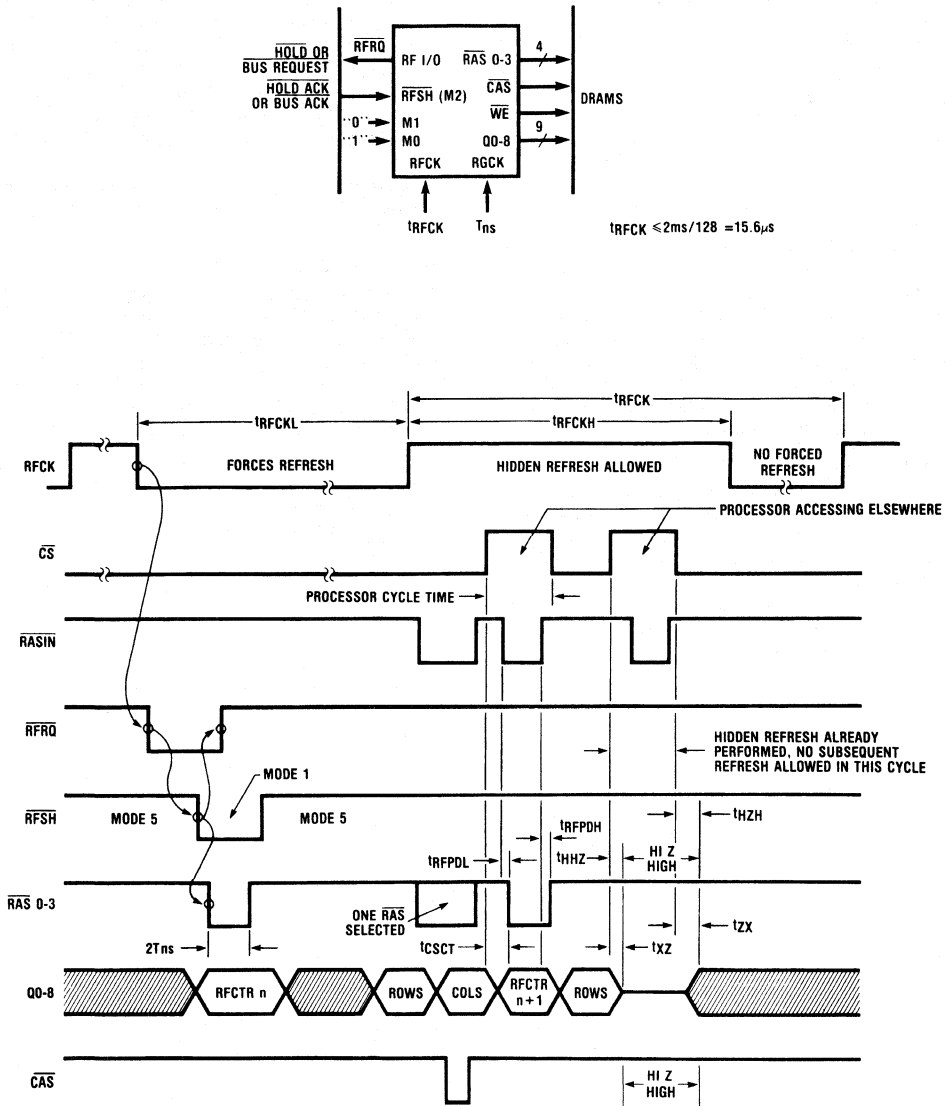 HOLD OR
BUS REQUEST
RFRQ
HOLD ACK
OR BUS ACK
"0"
"1"
RF I/O
RFSH (M2)
M1
M0
RFCK
RGCK
RAS 0-3
CAS
WE
Q0-8
4
9
DRAMS
tRFCK
Tns
tRFCK ≤2ms/128 =15.6µs
tRFCK
tRFCKL
tRFCKH
RFCK
FORCES REFRESH
HIDDEN REFRESH ALLOWED
NO FORCED
REFRESH
PROCESSOR ACCESSING ELSEWHERE
CS
PROCESSOR CYCLE TIME
RASIN
RFRQ
HIDDEN REFRESH ALREADY
PERFORMED, NO SUBSEQUENT
REFRESH ALLOWED IN THIS CYCLE
MODE 1
RFSH
MODE 5
MODE 5
tHZH
tRFPDH
tRFPDL
tHHZ
HI Z
HIGH
RAS 0-3
ONE RAS
SELECTED
2Tns
tCSCT
tXZ
tZX
Q0-8
RFCTR n
ROWS
COLS
RFCTR
n+1
ROWS
CAS
HI Z
HIGH